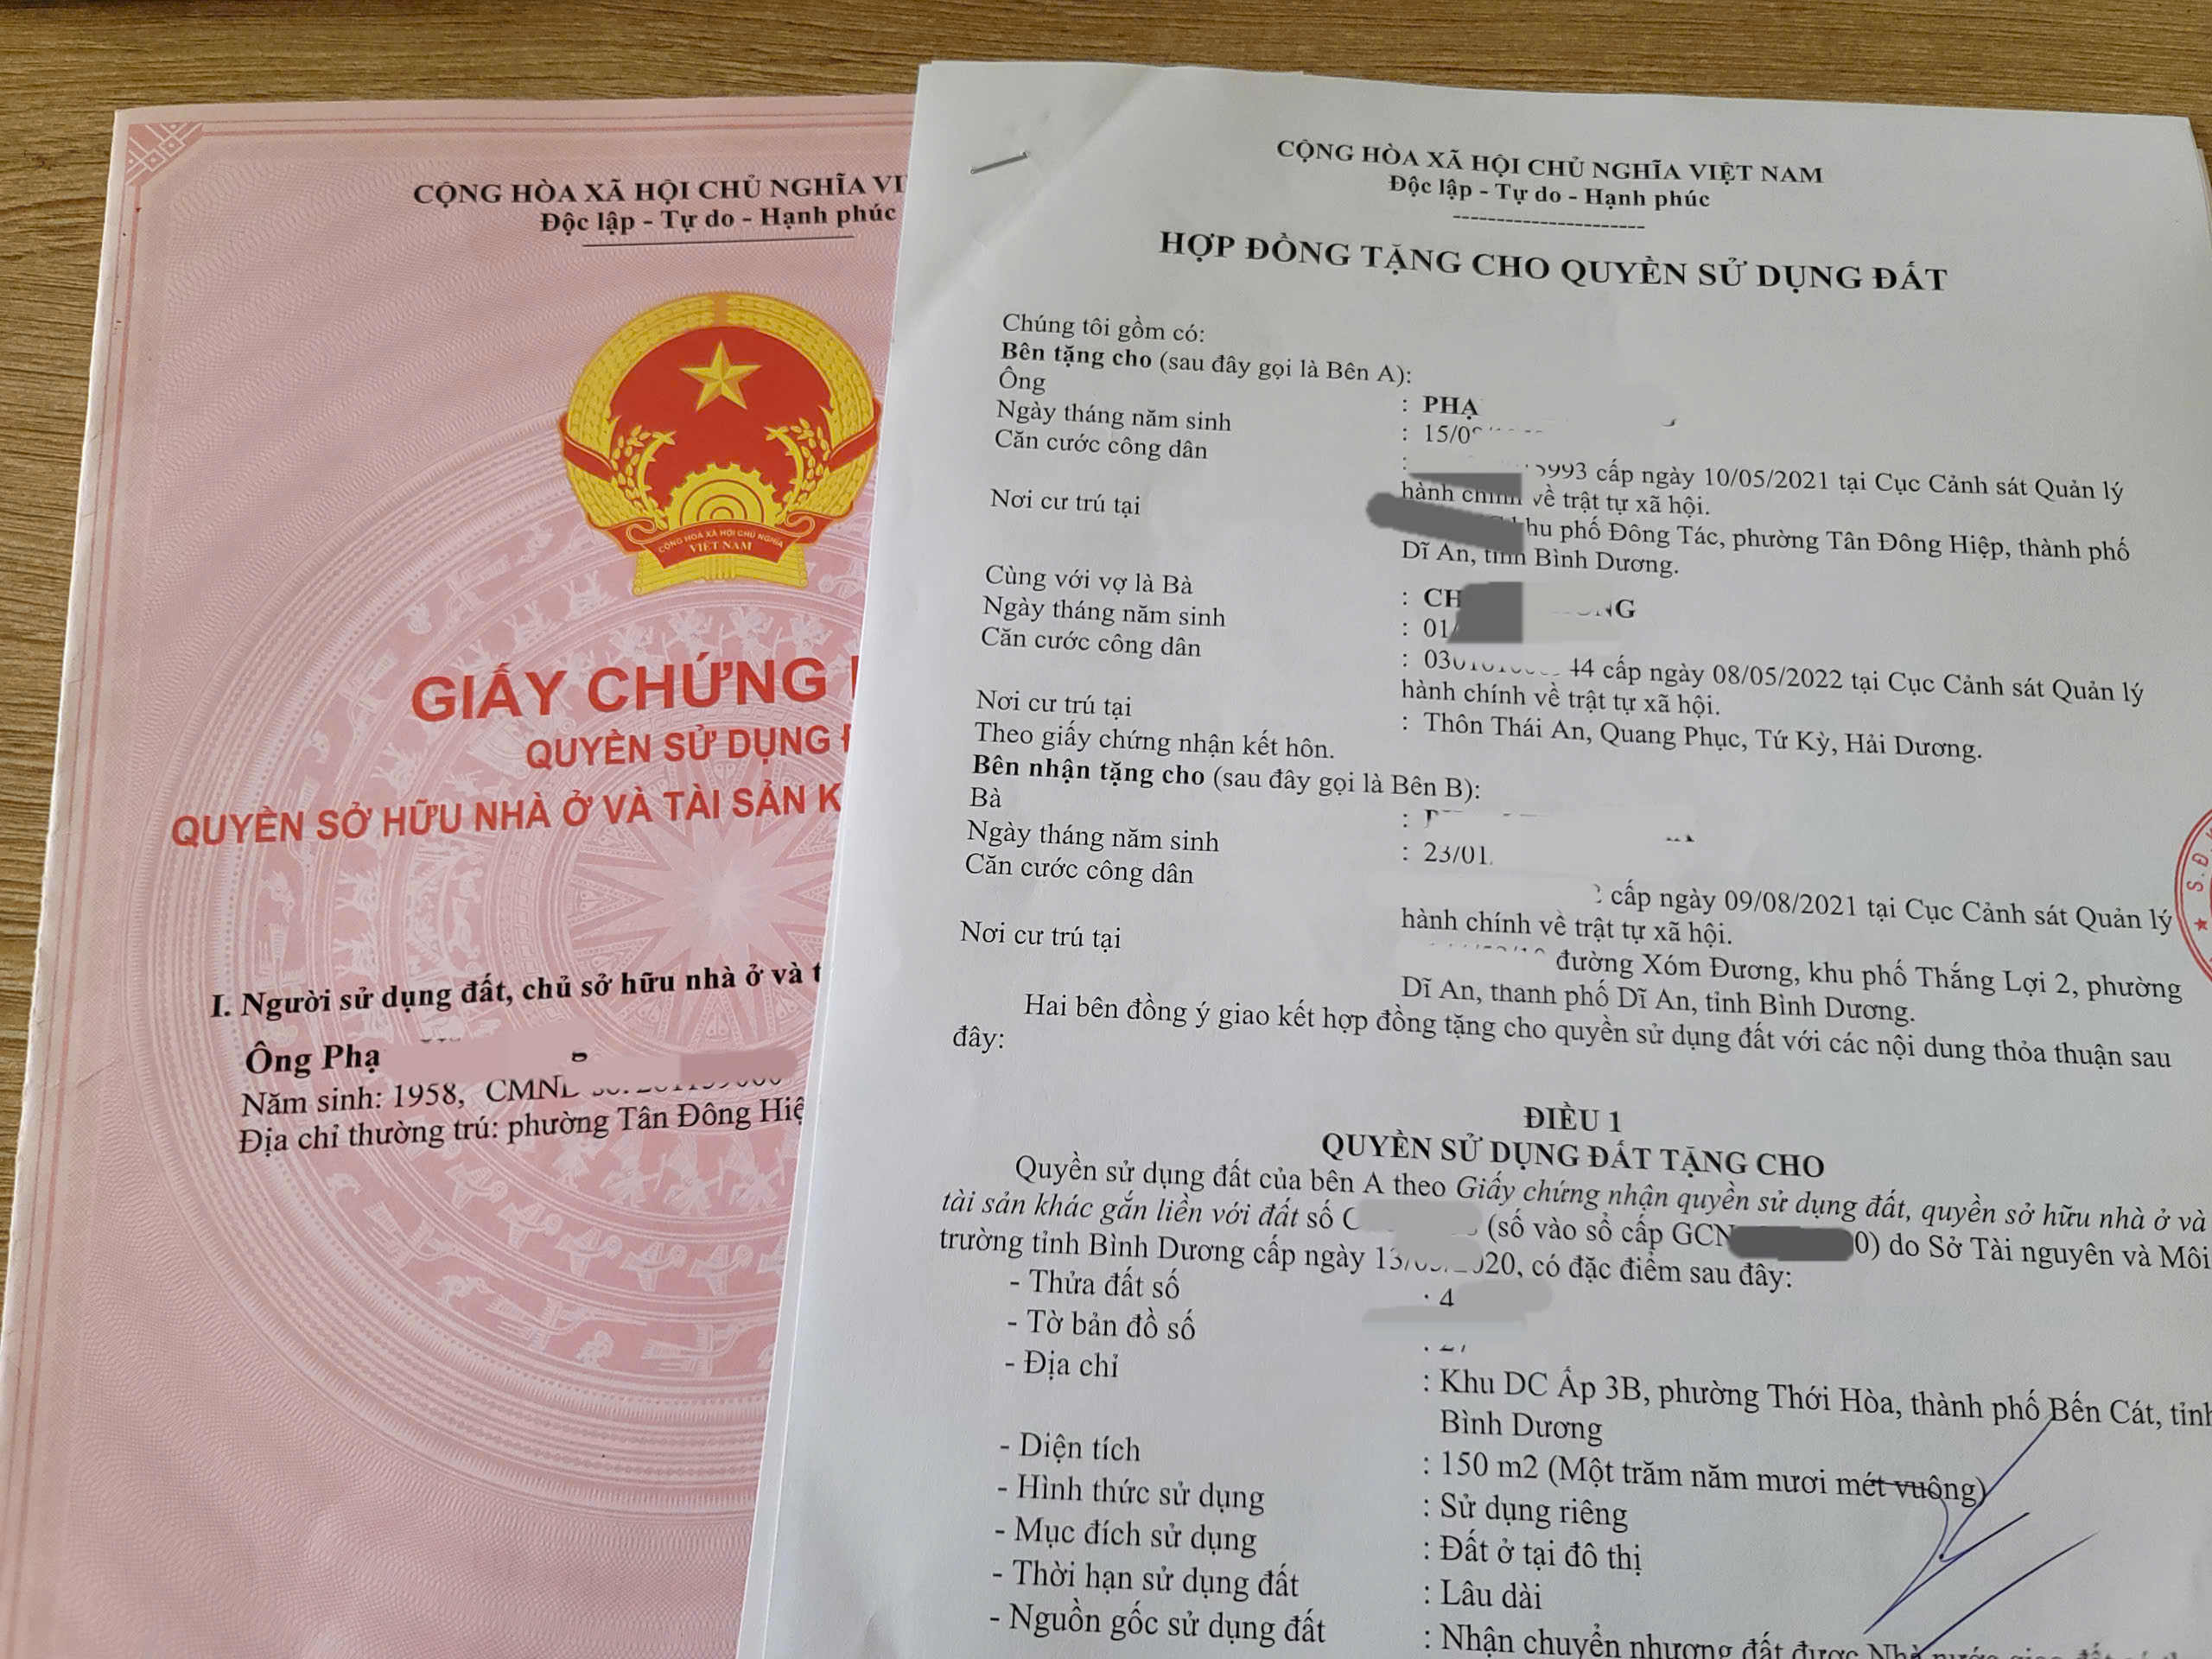 CỘNG HÒA XÃ HỘI CHỦ NGHĨA
Độc lập - Tự do - Hạnh phúc
CỘNG HOÀ XÃ HỘI CHỦ NGHĨA
VIỆT NAM
GIẤY CHỨNG
QUYỀN SỬ DỤNG
QUYỀN SỞ HỮU NHÀ Ở VÀ TÀI SẢN
I. Người sử dụng đất, chủ sở hữu nhà ở và
Ông
Năm sinh: 1958,
Địa chỉ thường trú: phường Tân Đông
CỘNG HÒA XÃ HỘI CHỦ NGHĨA VIỆT NAM
Độc lập - Tự do - Hạnh phúc
HỢP ĐỒNG TẶNG CHO QUYỀN SỬ DỤNG ĐẤT
Chúng tôi gồm có:
Bên tặng cho (sau đây gọi là Bên A):
Ông :
Ngày tháng năm sinh :
Căn cước công dân : cấp ngày 10/05/2021 tại Cục Cảnh sát Quản lý
hành chính về trật tự xã hội.
Nơi cư trú tại phố Đông Tác, phường Tân Đông Hiệp, thành phố
Dĩ An, tỉnh Bình Dương.
Cùng với vợ là Bà :
Ngày tháng năm sinh :
Căn cước công dân : cấp ngày 08/05/2022 tại Cục Cảnh sát Quản lý
hành chính về trật tự xã hội.
Nơi cư trú tại : Thôn Thái An, Quang Phục, Tứ Kỳ, Hải Dương.
Theo giấy chứng nhận kết hôn.
Bên nhận tặng cho (sau đây gọi là Bên B):
Bà :
Ngày tháng năm sinh : 23/01
Căn cước công dân cấp ngày 09/08/2021 tại Cục Cảnh sát Quản lý
hành chính về trật tự xã hội.
Nơi cư trú tại đường Xóm Đương, khu phố Thắng Lợi 2, phường
Dĩ An, thành phố Dĩ An, tỉnh Bình Dương.
Hai bên đồng ý giao kết hợp đồng tặng cho quyền sử dụng đất với các nội dung thỏa thuận sau
đây:
ĐIỀU 1
QUYỀN SỬ DỤNG ĐẤT TẶNG CHO
Quyền sử dụng đất của bên A theo Giấy chứng nhận quyền sử dụng đất, quyền sở hữu nhà ở và
tài sản khác gắn liền với đất số (số vào sổ cấp GCN do Sở Tài nguyên và Môi
trường tỉnh Bình Dương cấp ngày có đặc điểm sau đây:
- Thửa đất số : 4
- Tờ bản đồ số :
- Địa chỉ : Khu DC Ấp 3B, phường Thới Hòa, thành phố Bến Cát, tỉnh
Bình Dương
- Diện tích : 150 m2 (Một trăm năm mươi mét vuông)
- Hình thức sử dụng : Sử dụng riêng
- Mục đích sử dụng : Đất ở tại đô thị
- Thời hạn sử dụng đất : Lâu dài
- Nguồn gốc sử dụng đất : Nhận chuyển nhượng đất được